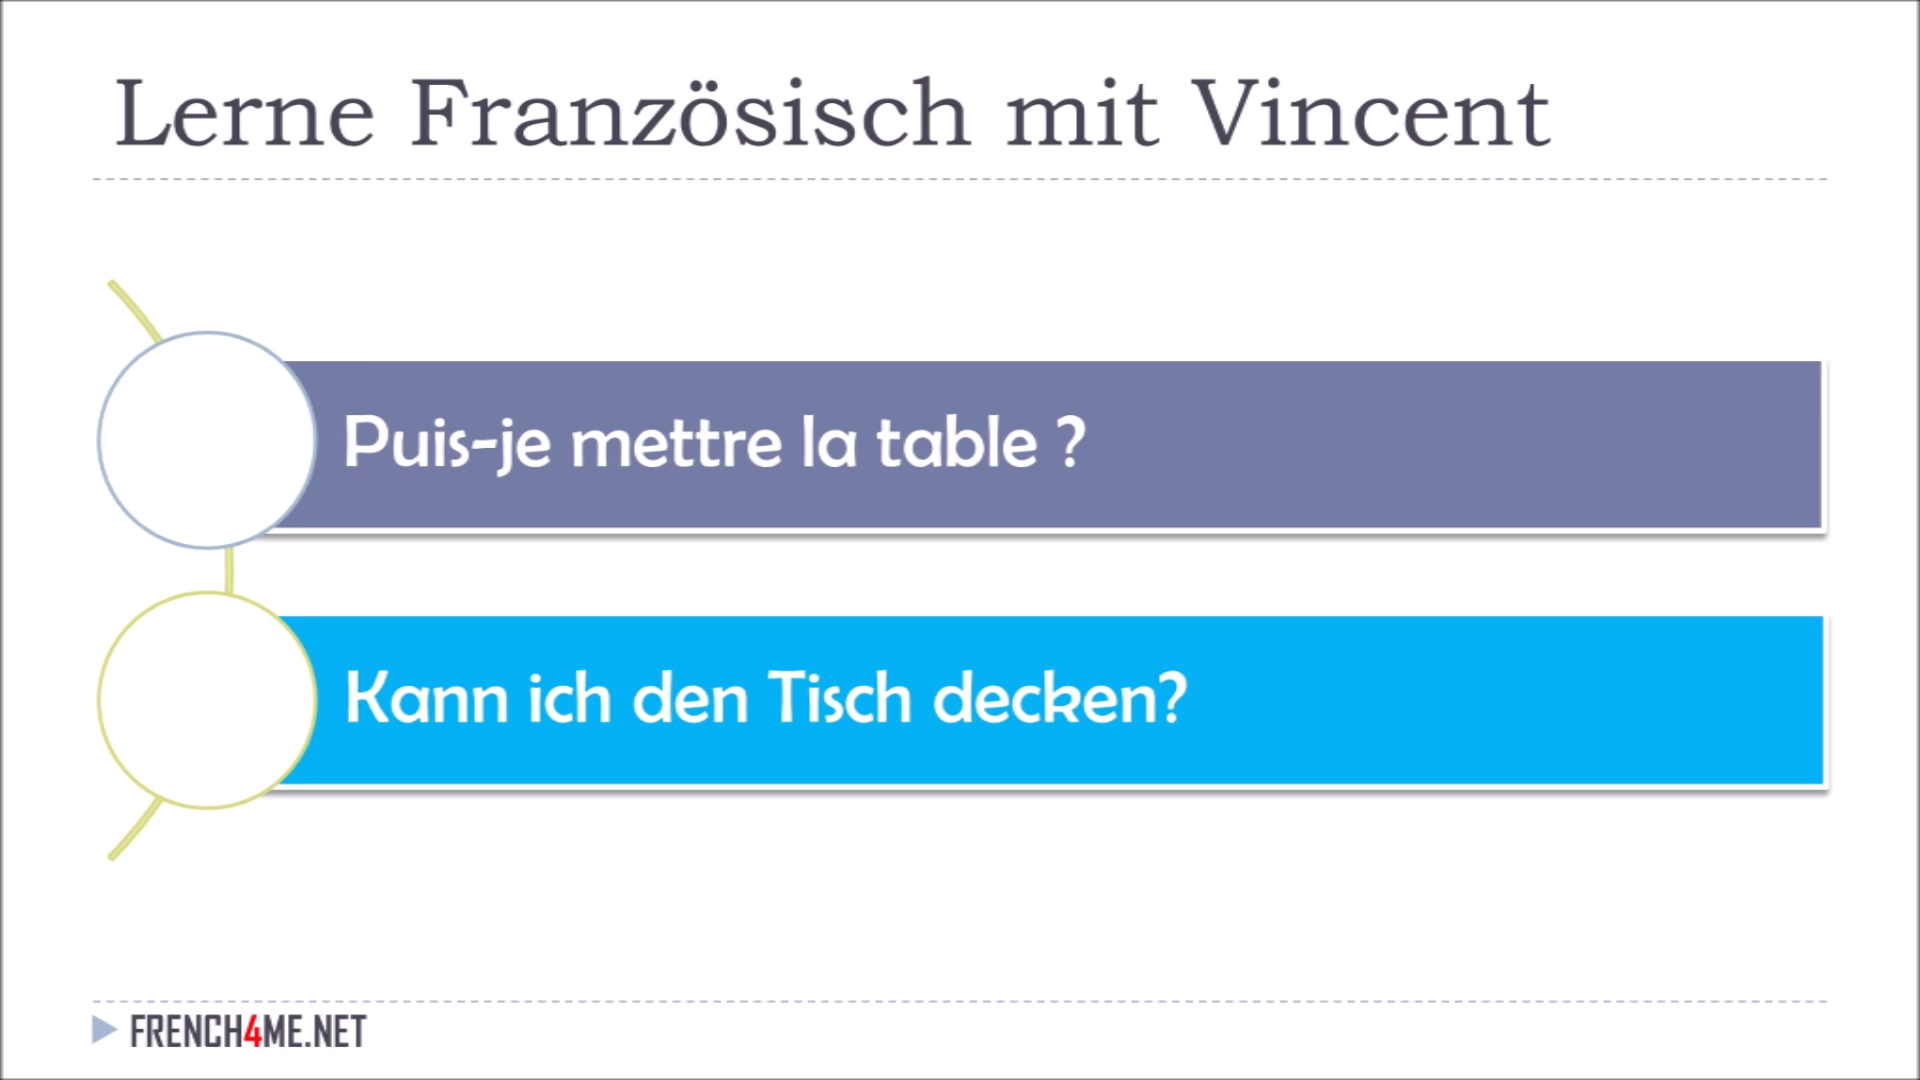 Lerne Französisch mit Vincent
Puis-je mettre la table ?
Kann ich den Tisch decken?
FRENCH4ME.NET